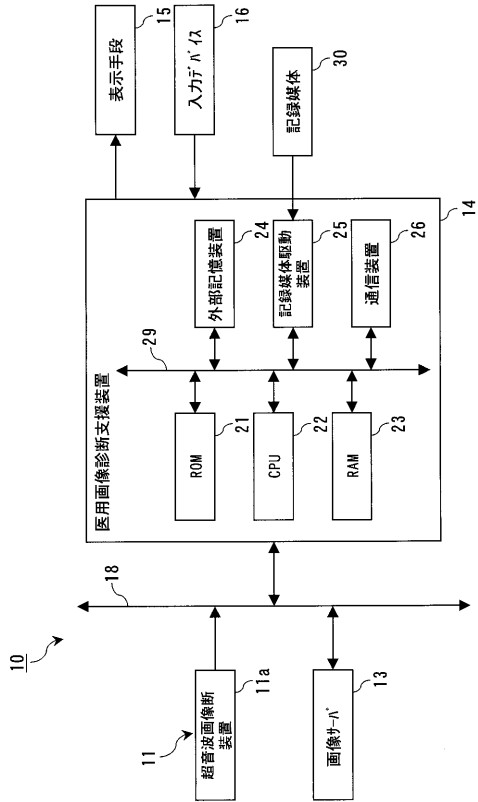 10
11
超音波画像断
装置
11a
画像ｻｰﾊﾞ
13
18
医用画像診断支援装置
14
ROM
21
CPU
22
RAM
23
29
外部記憶装置
24
記録媒体駆動
装置
25
通信装置
26
表示手段
15
入力ﾃﾞﾊﾞｲｽ
16
記録媒体
30